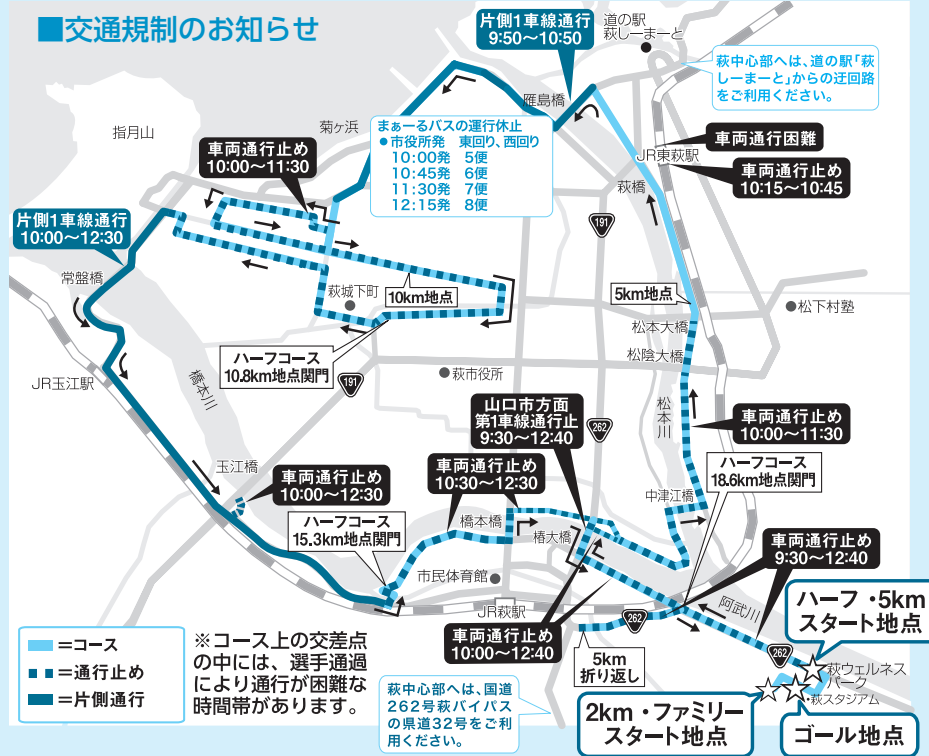 ■交通規制のお知らせ
片側1車線通行
9:50〜10:50
道の駅
萩しーまーと
萩中心部へは、道の駅「萩
しーまーと」からの迂回路
をご利用ください。
雁島橋
菊ヶ浜
指月山
まぁーるバスの運行休止
●市役所発 東回り、西回り
10:00発 5便
10:45発 6便
11:30発 7便
12:15発 8便
車両通行止め
10:00〜11:30
車両通行困難
JR東萩駅
車両通行止め
10:15〜10:45
萩橋
191
片側1車線通行
10:00〜12:30
常盤橋
萩城下町
10km地点
5km地点
松下村塾
松本大橋
松陰大橋
ハーフコース
10.8km地点関門
191
萩市役所
JR玉江駅
橋本川
松本川
山口市方面
第1車線通行止
9:30〜12:40
262
車両通行止め
10:00〜11:30
玉江橋
車両通行止め
10:00〜12:30
車両通行止め
10:30〜12:30
ハーフコース
18.6km地点関門
中津江橋
ハーフコース
15.3km地点関門
橋本橋
椿大橋
車両通行止め
9:30〜12:40
市民体育館
JR萩駅
阿武川
262
車両通行止め
10:00〜12:40
5km
折り返し
ハーフ・5km
スタート地点
262
萩ウェルネス
パーク
・萩スタジアム
2km・ファミリー
スタート地点
ゴール地点
=コース
=通行止め
=片側通行
※コース上の交差点
の中には、選手通過
により通行が困難な
時間帯があります。
萩中心部へは、国道
262号萩バイパス
の県道32号をご利
用ください。